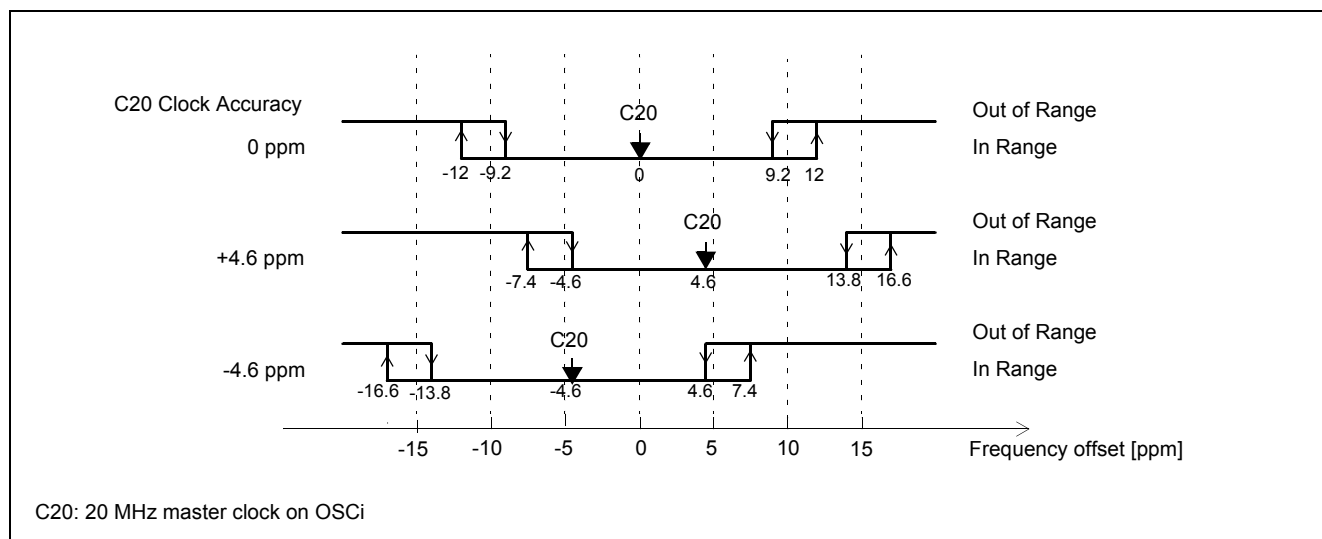 C20 Clock Accuracy
C20
Out of Range
0 ppm
In Range
-12 -9.2 0 9.2 12
C20
Out of Range
+4.6 ppm
In Range
-7.4 -4.6 4.6 13.8 16.6
C20
Out of Range
-4.6 ppm
In Range
-16.6 -13.8 -4.6 4.6 7.4
-15 -10 -5 0 5 10 15 Frequency offset [ppm]
C20: 20 MHz master clock on OSCi